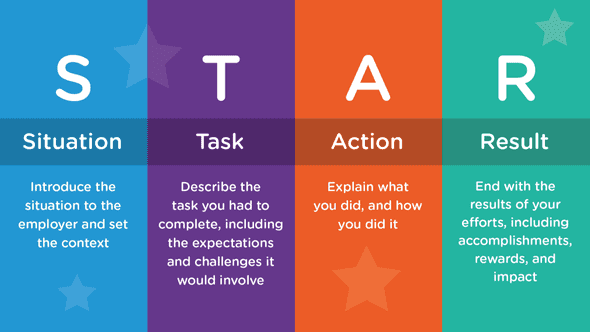 S
Situation
Introduce the
situation to the
employer and set
the context
T
Task
Describe the
task you had to
complete, including
the expectations
and challenges it
would involve
A
Action
Explain what
you did, and how
you did it
R
Result
End with the
results of your
efforts, including
accomplishments,
rewards, and
impact